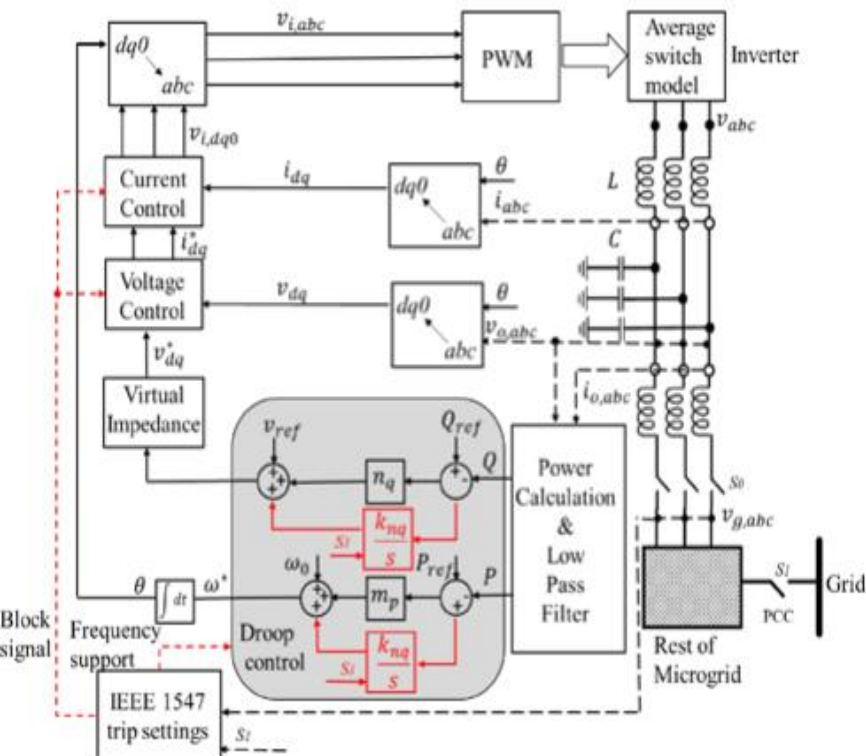 v_{i,abc}
dq0
abc
PWM
Average
switch
model
Inverter
v_{abc}
v_{i,dq0}
Current
Control
i_{dq}
dq0
abc
θ
i_{abc}
L
i^*_{dq}
C
Voltage
Control
v_{dq}
dq0
abc
θ
v_{o,abc}
v^*_{dq}
Virtual
Impedance
i_{o,abc}
v_{ref}
Q_{ref}
n_q
Q
k_{nq}
s
S_l
Power
Calculation
&
Low
Pass
Filter
S_0
v_{g,abc}
ω_0
P_{ref}
m_p
P
θ
∫dt
ω^*
k_{nq}
s
S_l
Droop
control
S_l
PCC
Grid
Rest of
Microgrid
Block
signal
Frequency
support
IEEE 1547
trip settings
S_l